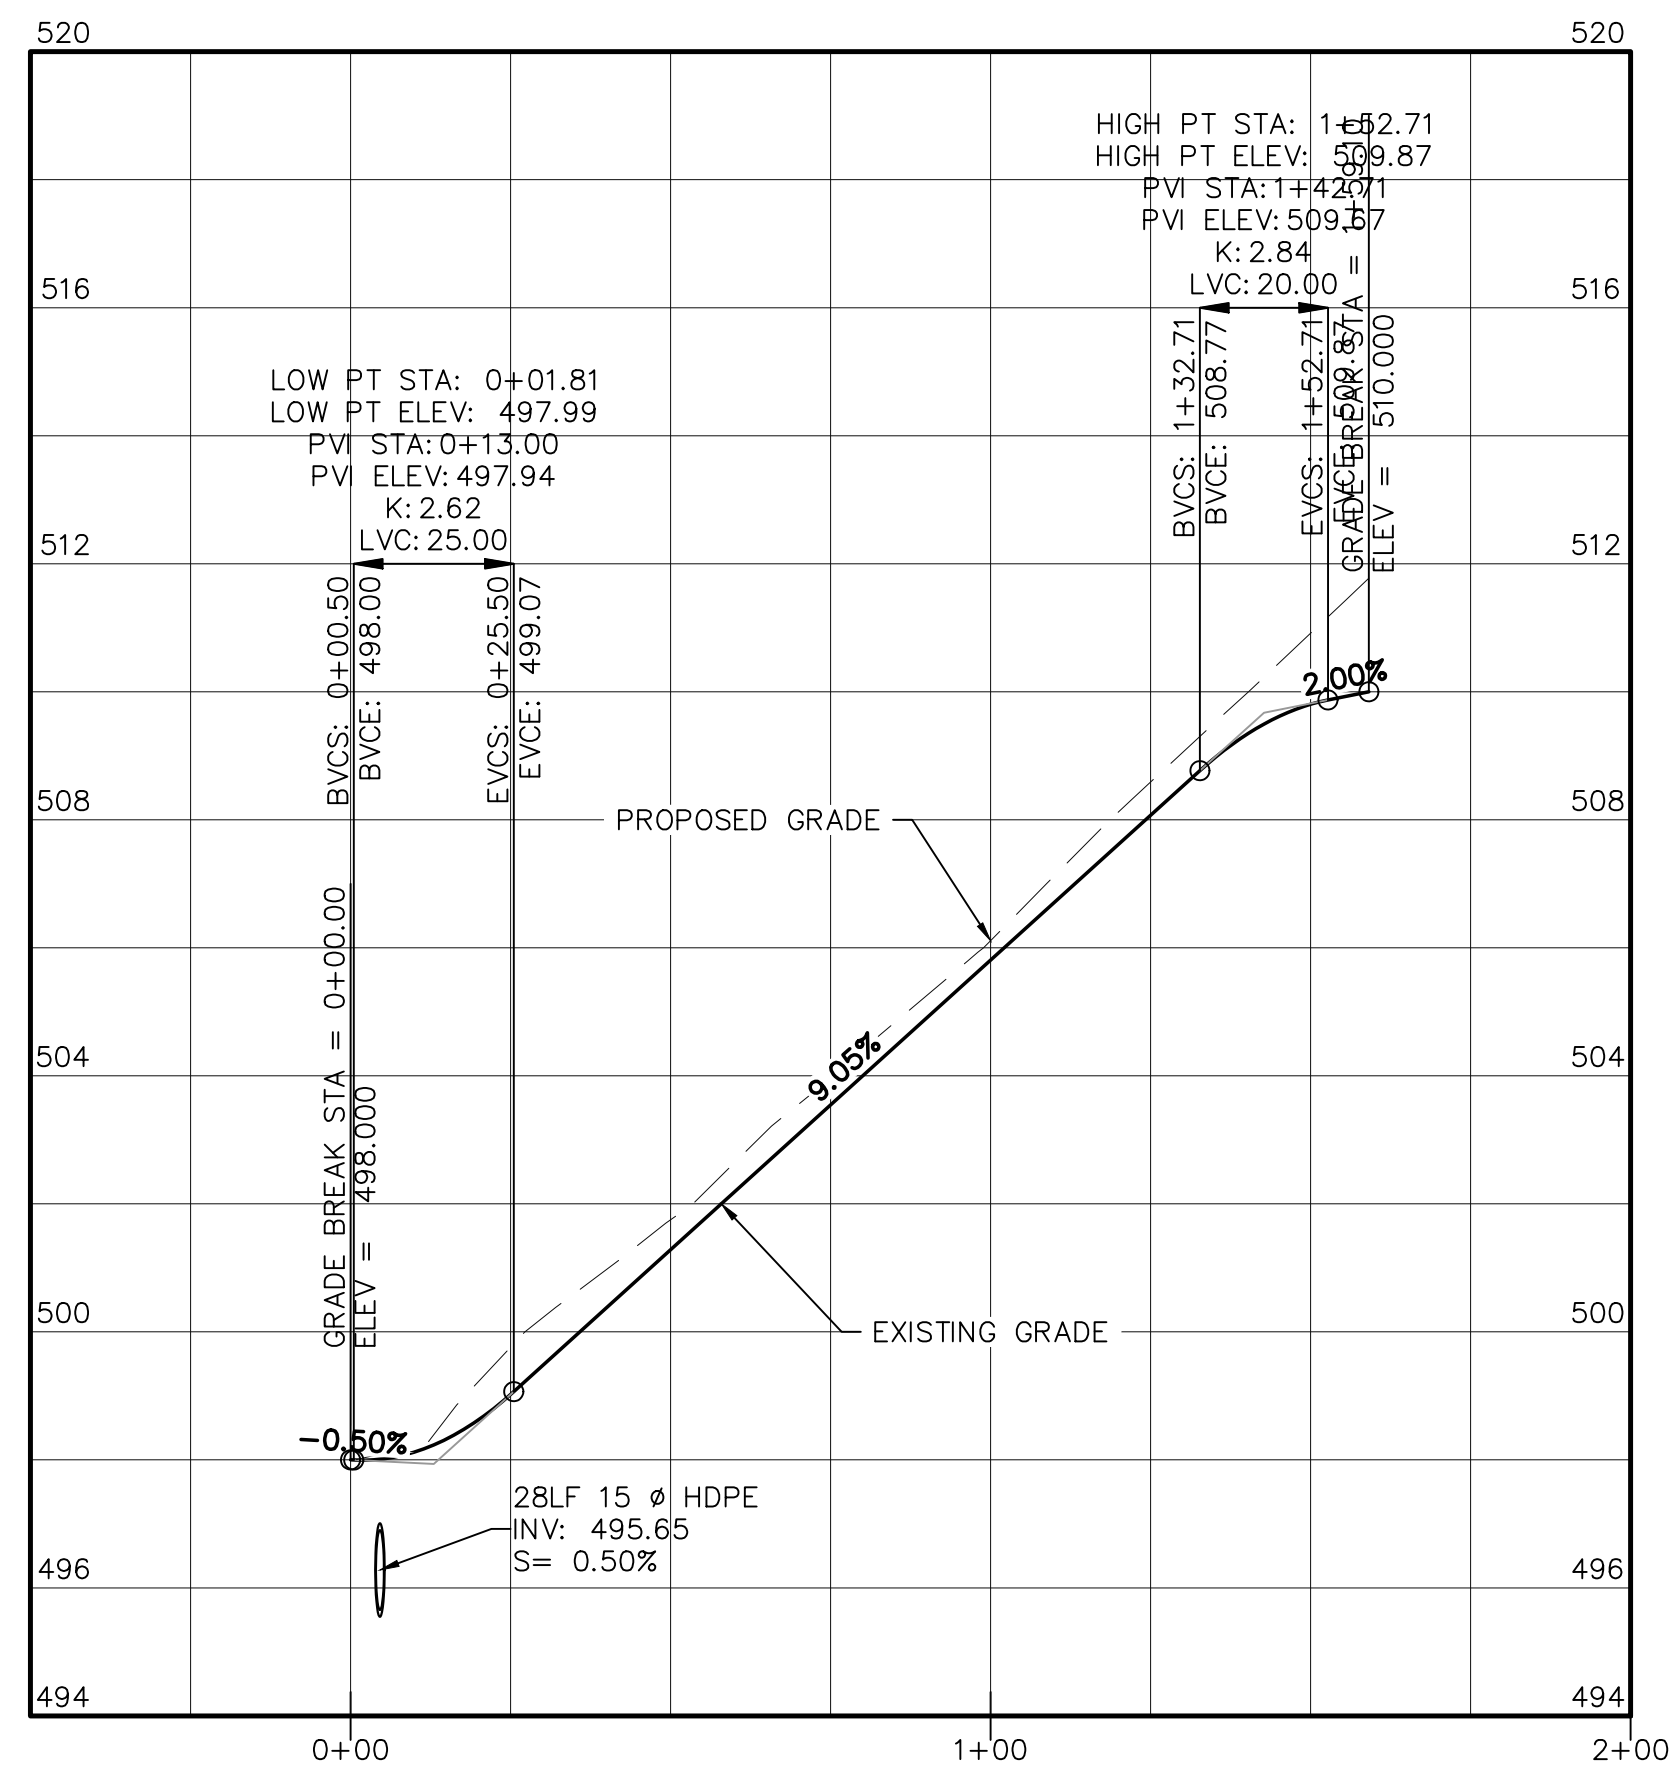 520
520
HIGH PT STA: 1+52.71
HIGH PT ELEV: 509.87
PVI STA: 1+42.71
PVI ELEV: 509.67
K: 2.84
LVC: 20.00
516
516
BVCS: 1+32.71
BVCE: 508.77
EVCS: 1+52.71
EVCE: 509.87
GRADE BREAK STA = 1+59.10
ELEV = 510.000
LOW PT STA: 0+01.81
LOW PT ELEV: 497.99
PVI STA: 0+13.00
PVI ELEV: 497.94
K: 2.62
LVC: 25.00
512
512
BVCS: 0+00.50
BVCE: 498.00
EVCS: 0+25.50
EVCE: 499.07
2.00%
508
508
PROPOSED GRADE
GRADE BREAK STA = 0+00.00
ELEV = 498.000
504
504
9.05%
500
500
EXISTING GRADE
-0.50%
28LF 15 ø HDPE
INV: 495.65
S= 0.50%
496
496
494
494
0+00
1+00
2+00